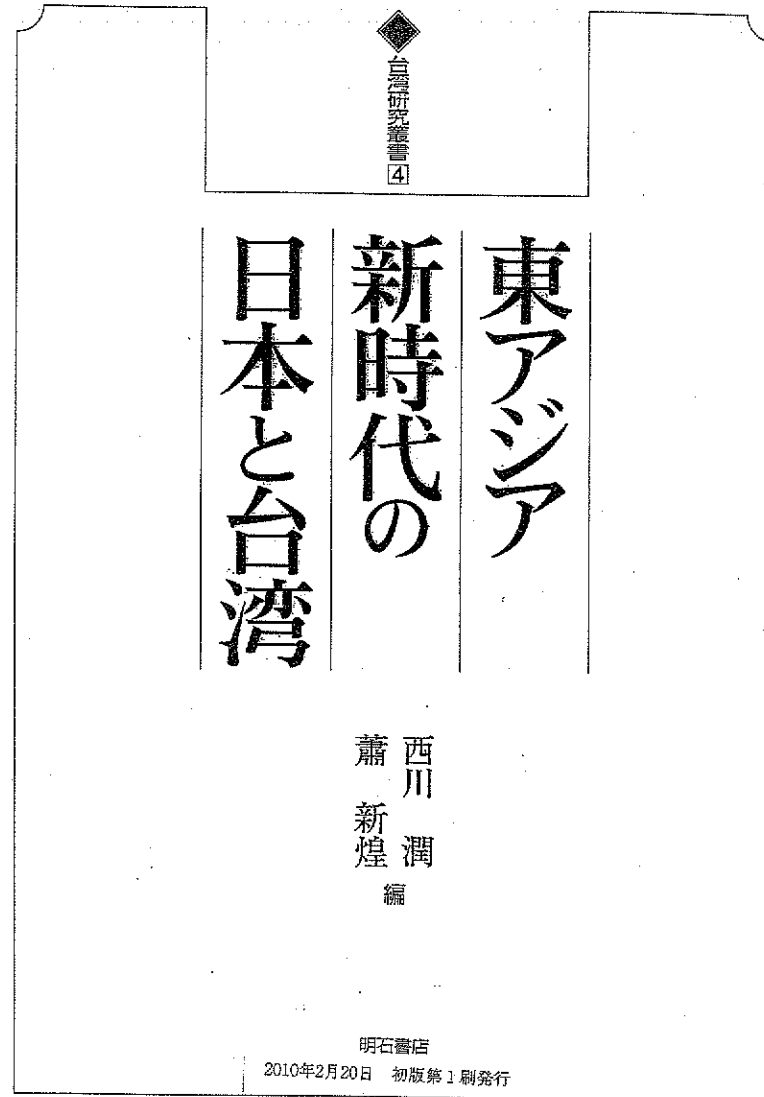 台湾研究叢書4
東アジア
新時代の
日本と台湾
西川 潤
蕭 新煌
編
明石書店
2010年2月20日 初版第1刷発行